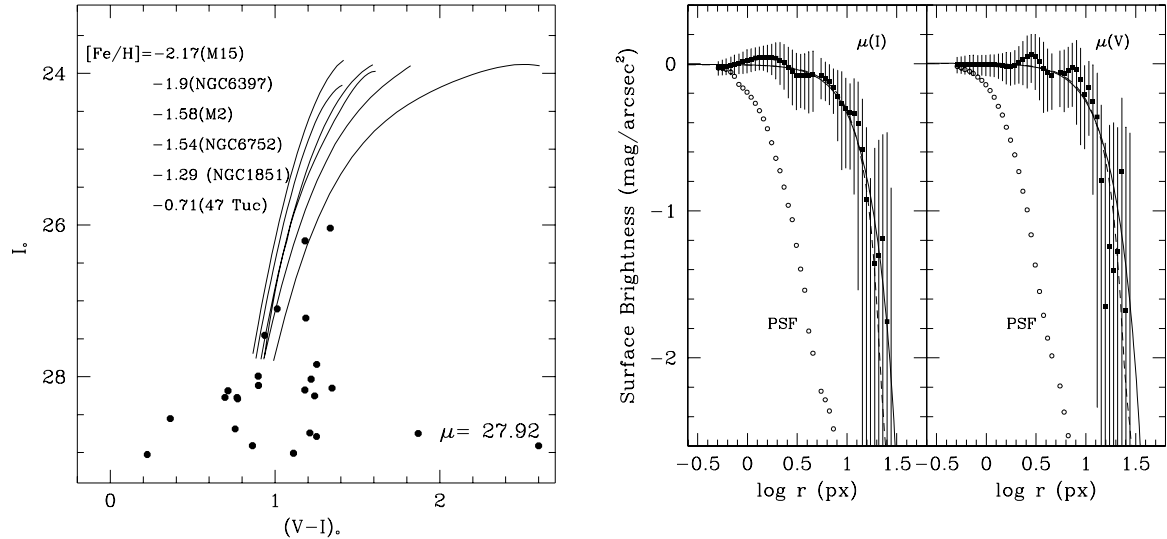 [Fe/H]=−2.17(M15)
−1.9(NGC6397)
−1.58(M2)
−1.54(NGC6752)
−1.29 (NGC1851)
−0.71(47 Tuc)
μ= 27.92
24
26
28
I₀
0
1
2
(V−I)₀
μ(I)
μ(V)
PSF
PSF
0
−1
−2
Surface Brightness (mag/arcsec²)
−0.5
0
0.5
1
1.5
−0.5
0
0.5
1
1.5
log r (px)
log r (px)